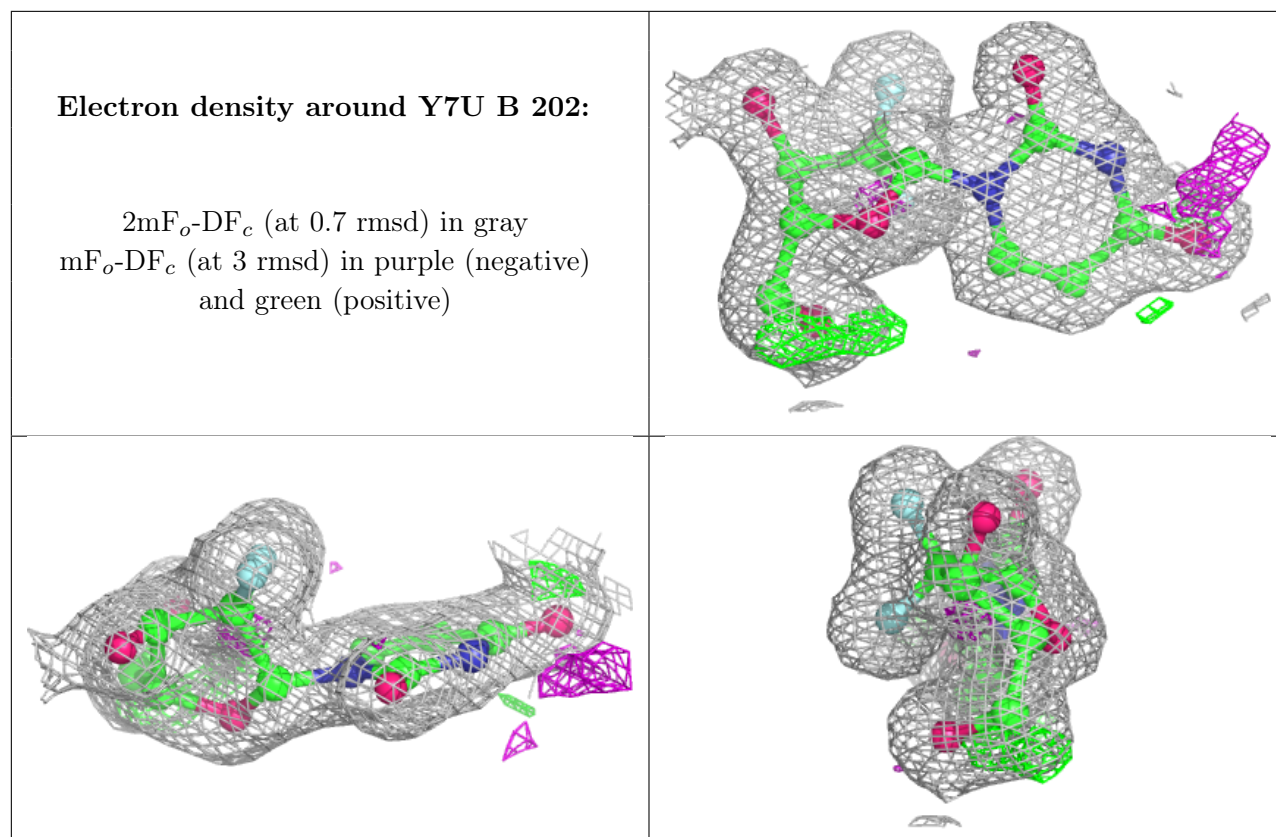 Electron density around Y7U B 202:
2mFₒ-DF𝒸 (at 0.7 rmsd) in gray
mFₒ-DF𝒸 (at 3 rmsd) in purple (negative)
and green (positive)